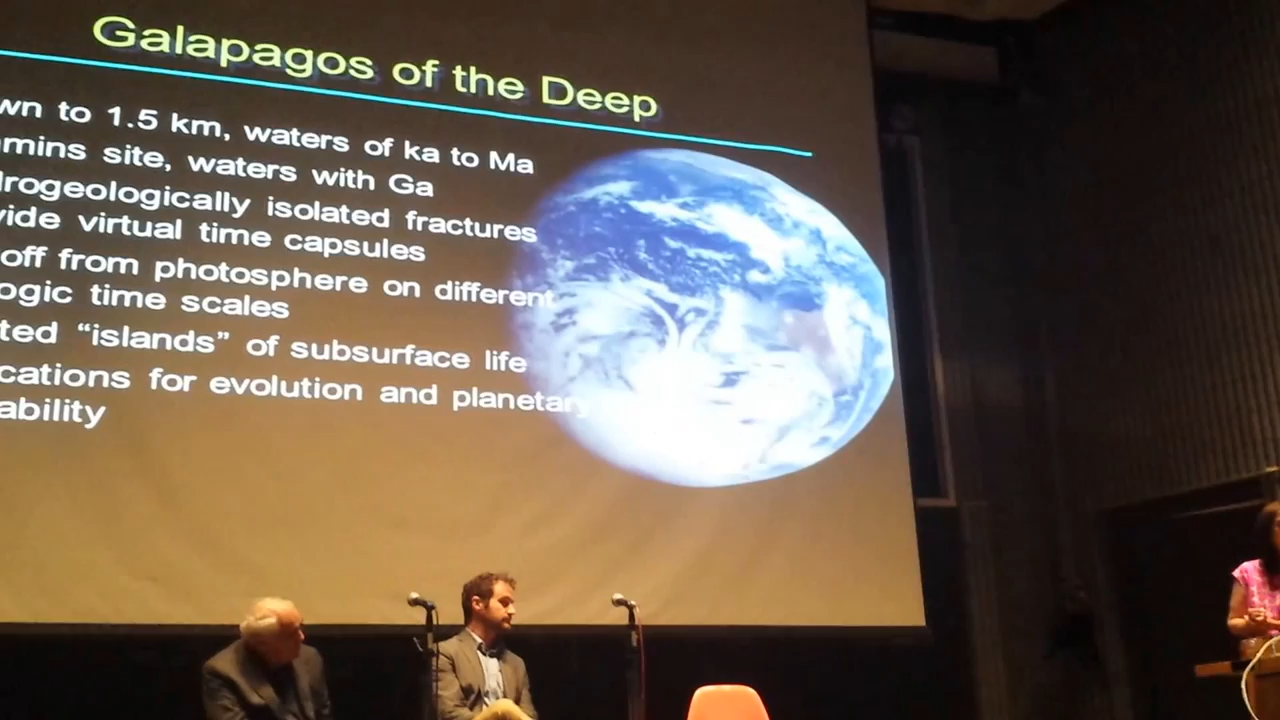 Galapagos of the Deep
wn to 1.5 km, waters of ka to Ma
mmins site, waters with Ga
drogeologically isolated fractures
vide virtual time capsules
off from photosphere on different
ogic time scales
ted “islands” of subsurface life
cations for evolution and planetary
ability